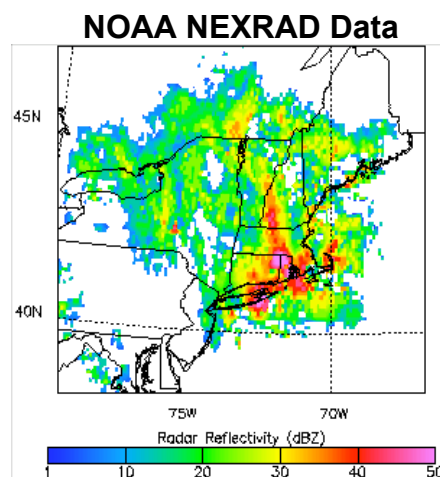 NOAA NEXRAD Data
45N
40N
75W 70W
Radar Reflectivity (dBZ)
1 10 20 30 40 50